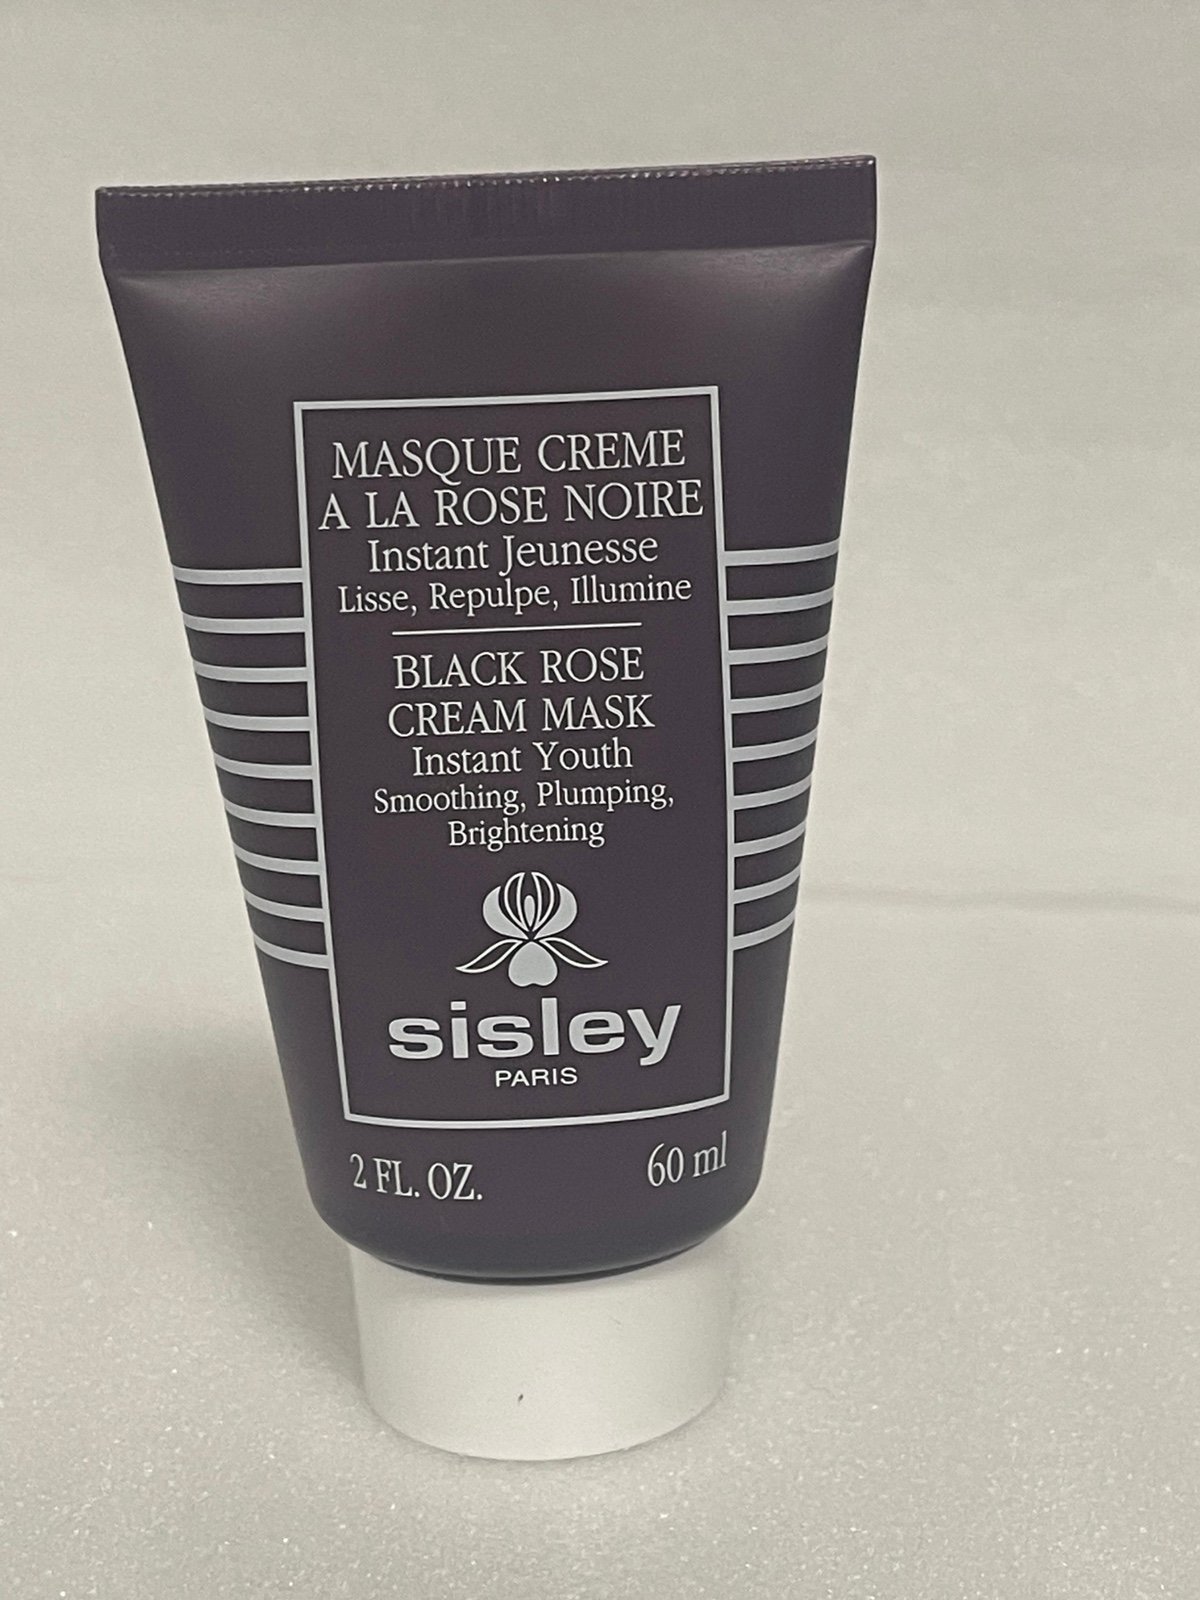 MASQUE CREME
A LA ROSE NOIRE
Instant Jeunesse
Lisse, Repulpe, Illumine
BLACK ROSE
CREAM MASK
Instant Youth
Smoothing, Plumping,
Brightening
sisley
PARIS
2 FL. OZ.
60 ml